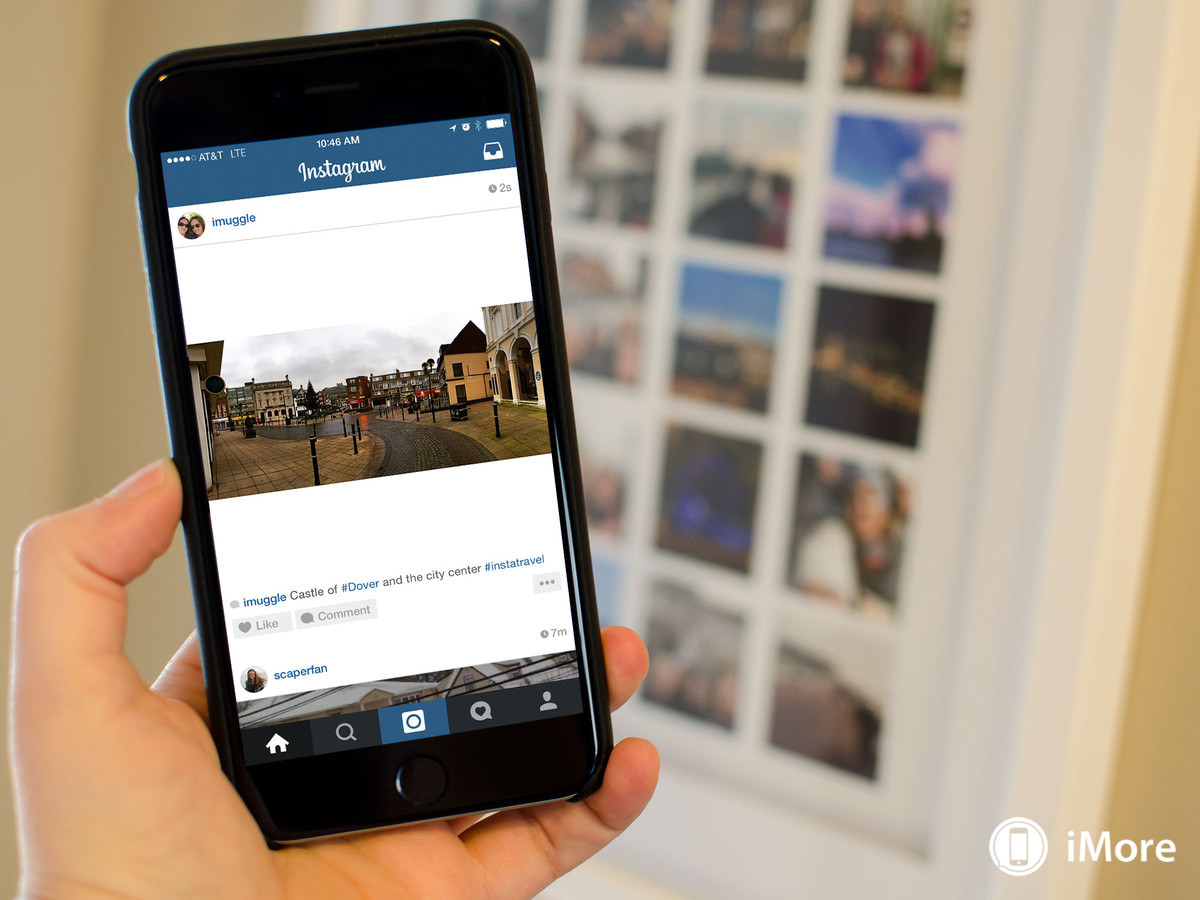 AT&T LTE 10:46 AM
Instagram
imuggle 2s
imuggle Castle of #Dover and the city center #instatravel
Like Comment
7m
scaperfan
iMore